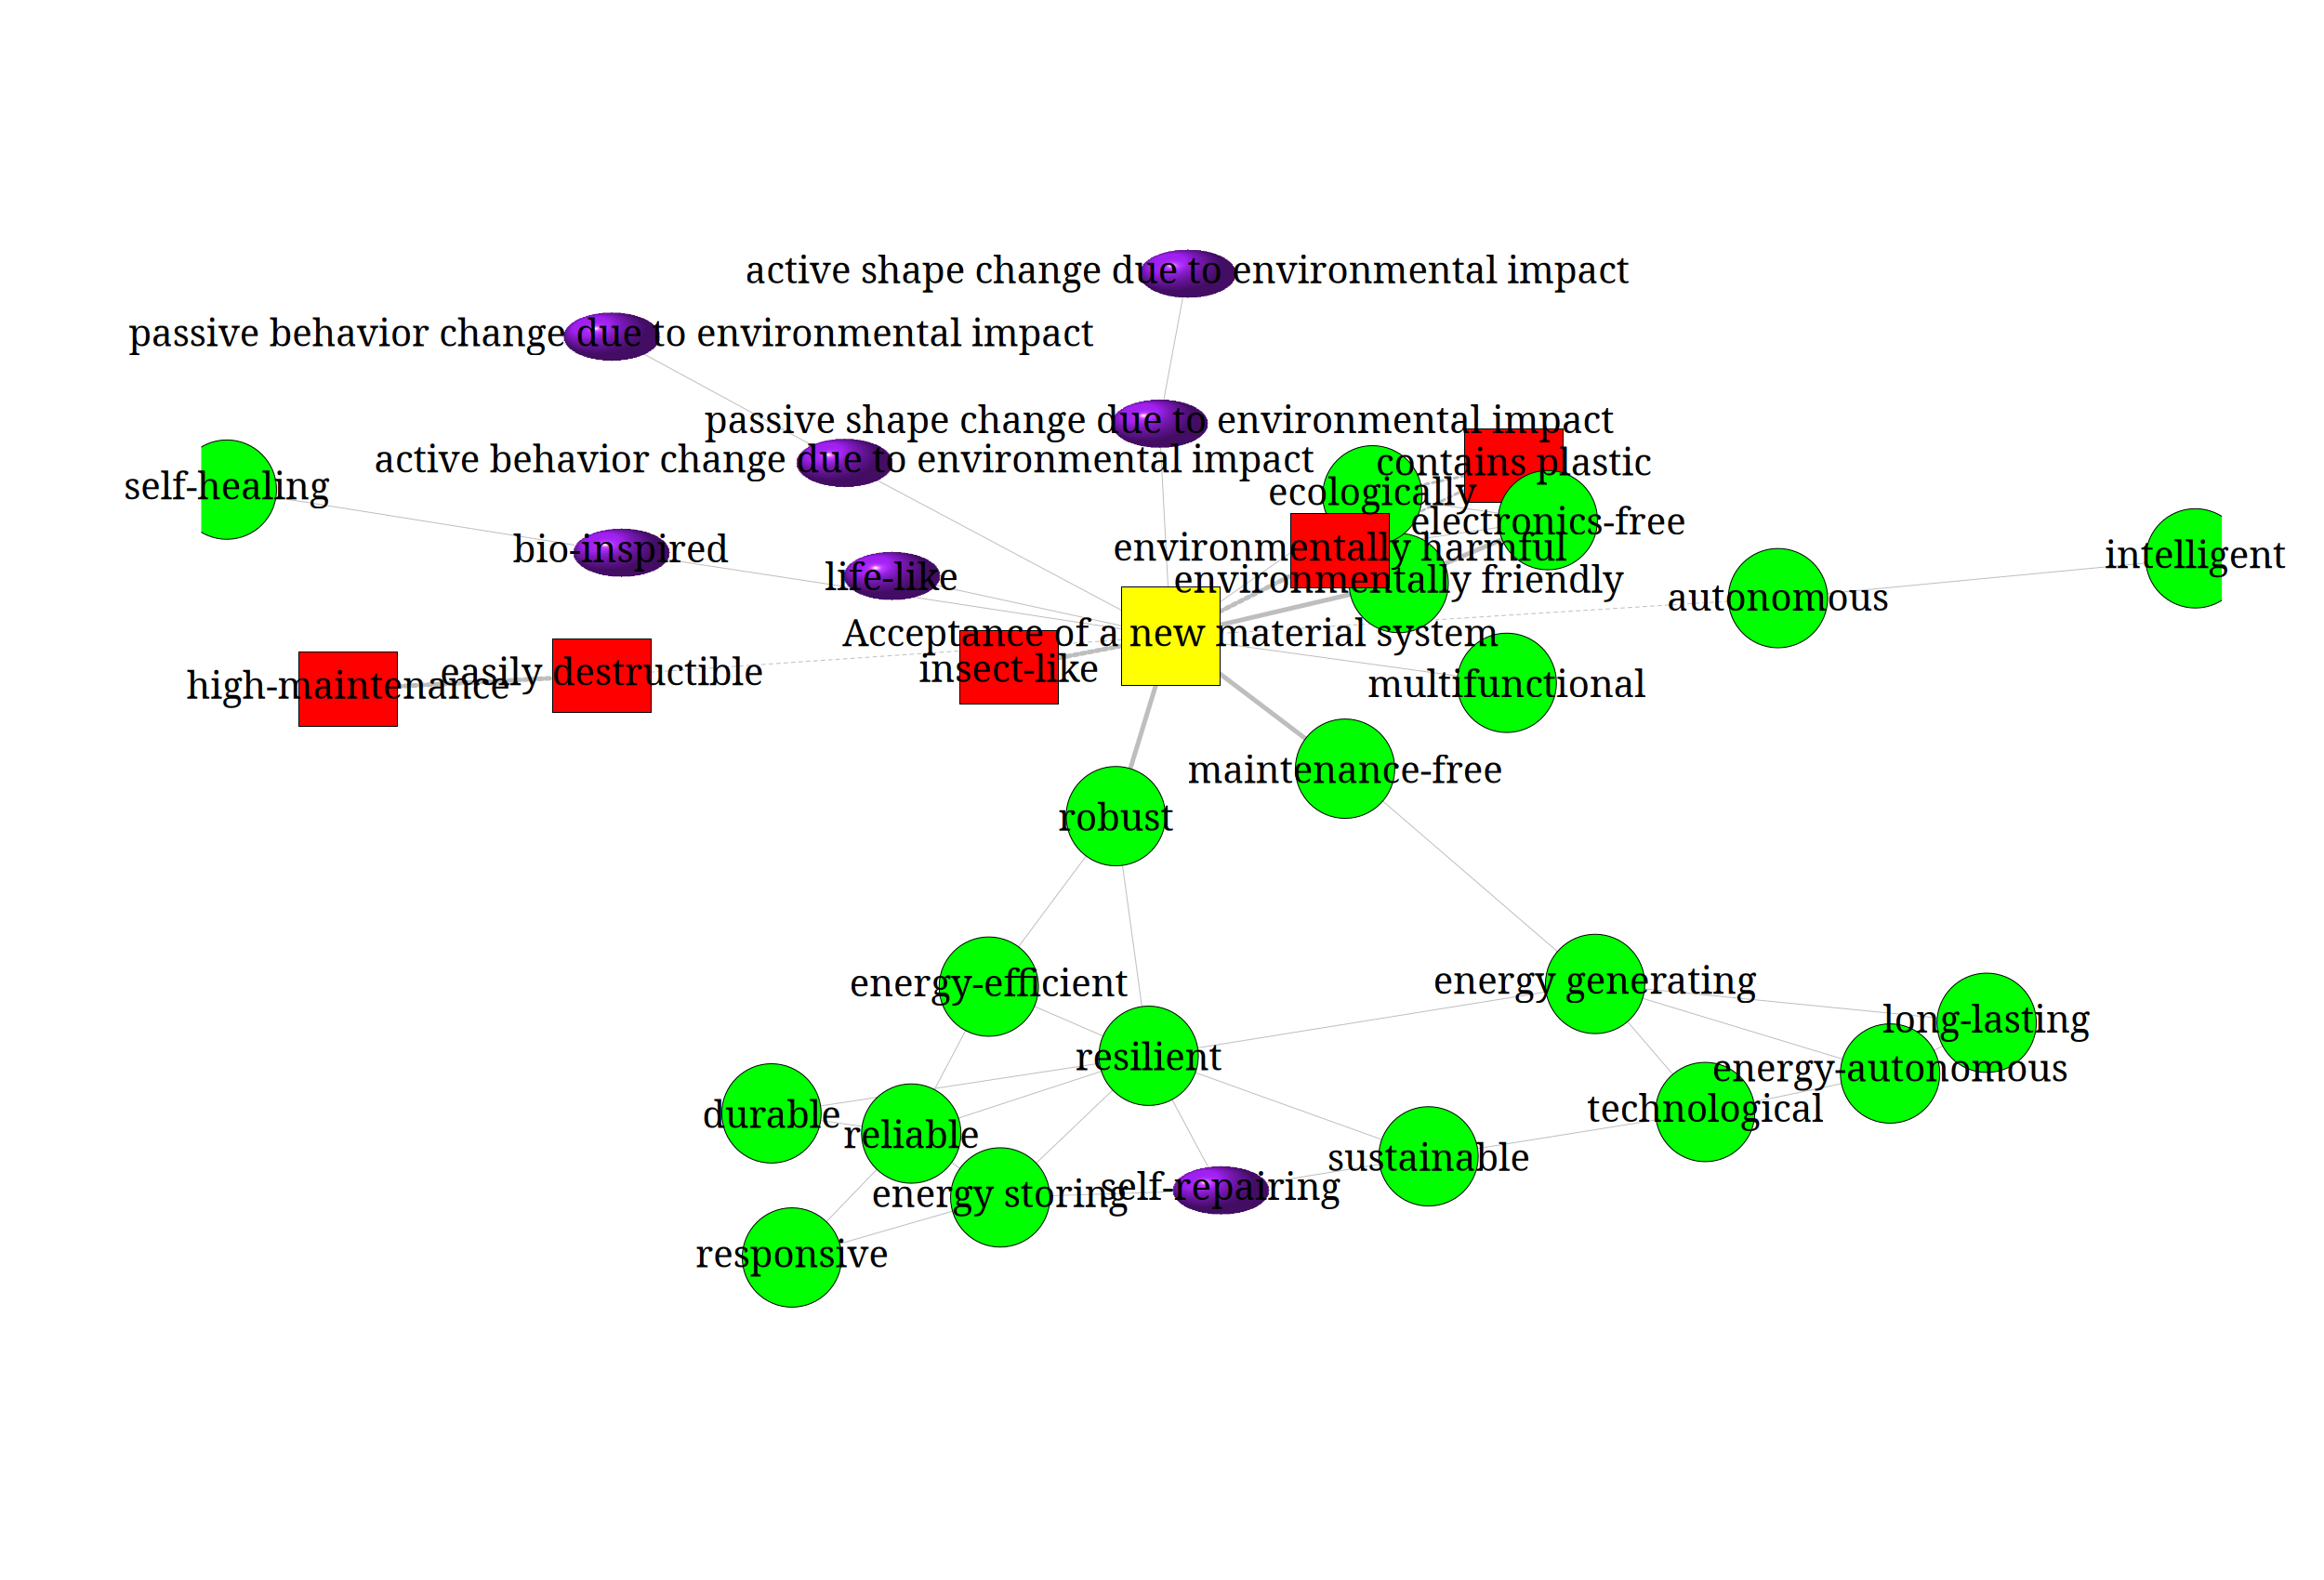 active shape change due to environmental impact
passive behavior change due to environmental impact
passive shape change due to environmental impact
active behavior change due to environmental impact
contains plastic
self-healing
ecologically
electronics-free
bio-inspired
environmentally harmful
intelligent
life-like
environmentally friendly
autonomous
Acceptance of a new material system
insect-like
easily destructible
high-maintenance
multifunctional
maintenance-free
robust
energy-efficient
energy generating
long-lasting
resilient
energy-autonomous
durable
technological
reliable
sustainable
energy storing
self-repairing
responsive